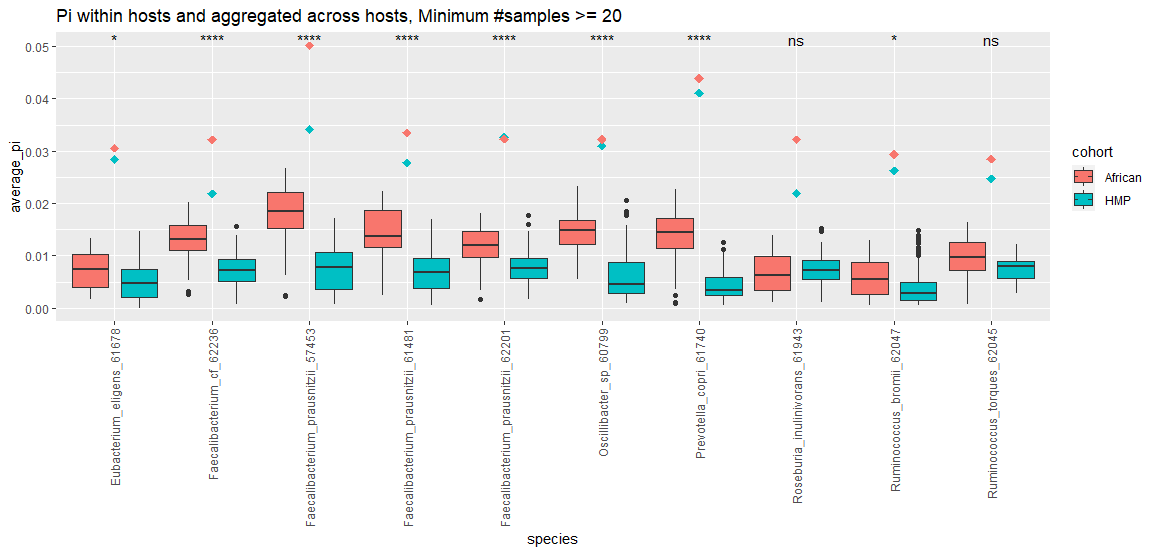 Pi within hosts and aggregated across hosts, Minimum #samples >= 20
* **** **** **** **** **** **** ns * ns
0.05
0.04
0.03
0.02
0.01
0.00
average_pi
cohort
African
HMP
Eubacterium_eligens_61678
Faecalibacterium_cf_62236
Faecalibacterium_prausnitzii_57453
Faecalibacterium_prausnitzii_61481
Faecalibacterium_prausnitzii_62201
Oscillibacter_sp_60799
Prevotella_copri_61740
Roseburia_inulinivorans_61943
Ruminococcus_bromii_62047
Ruminococcus_torques_62045
species